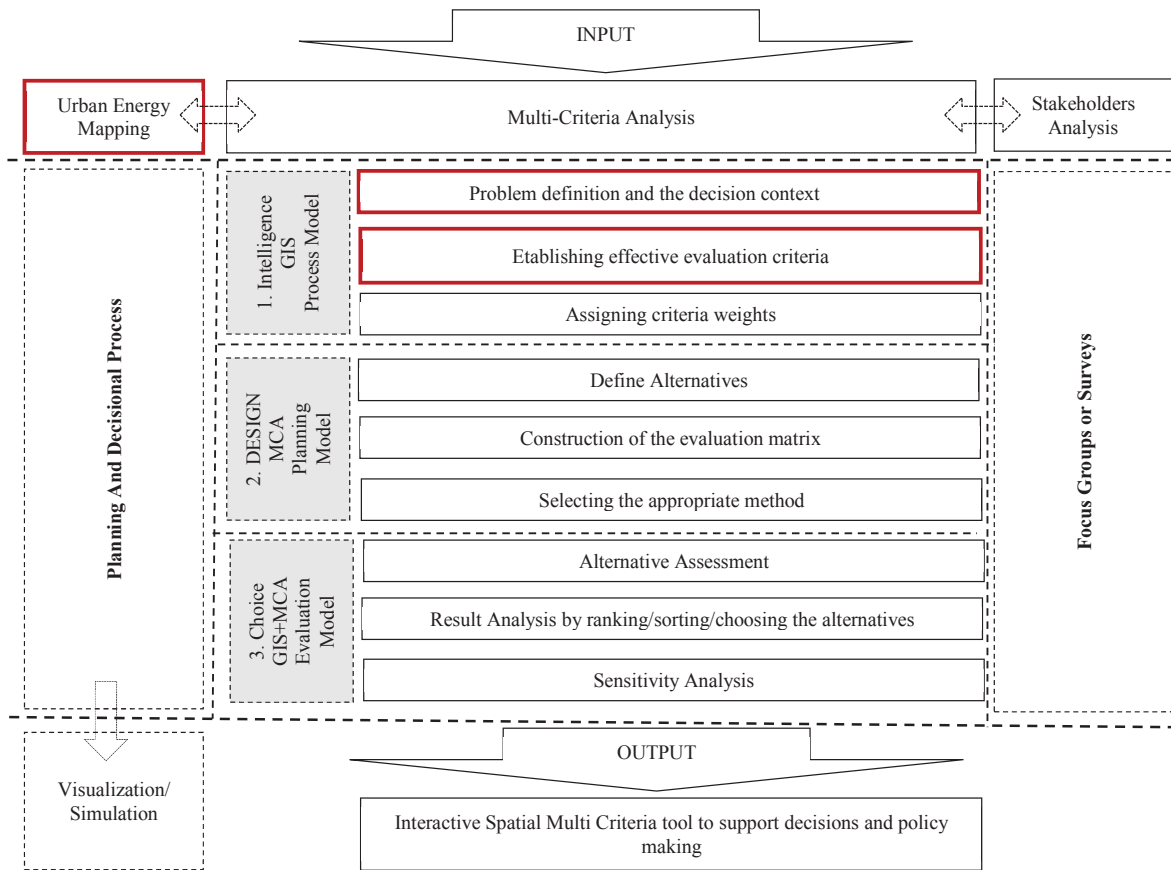 INPUT
Urban Energy
Mapping
Multi-Criteria Analysis
Stakeholders
Analysis
Planning And Decisional Process
1. Intelligence
GIS
Process Model
Problem definition and the decision context
Etablishing effective evaluation criteria
Assigning criteria weights
2. DESIGN
MCA
Planning
Model
Define Alternatives
Construction of the evaluation matrix
Selecting the appropriate method
3. Choice
GIS+MCA
Evaluation
Model
Alternative Assessment
Result Analysis by ranking/sorting/choosing the alternatives
Sensitivity Analysis
Focus Groups or Surveys
Visualization/
Simulation
OUTPUT
Interactive Spatial Multi Criteria tool to support decisions and policy
making